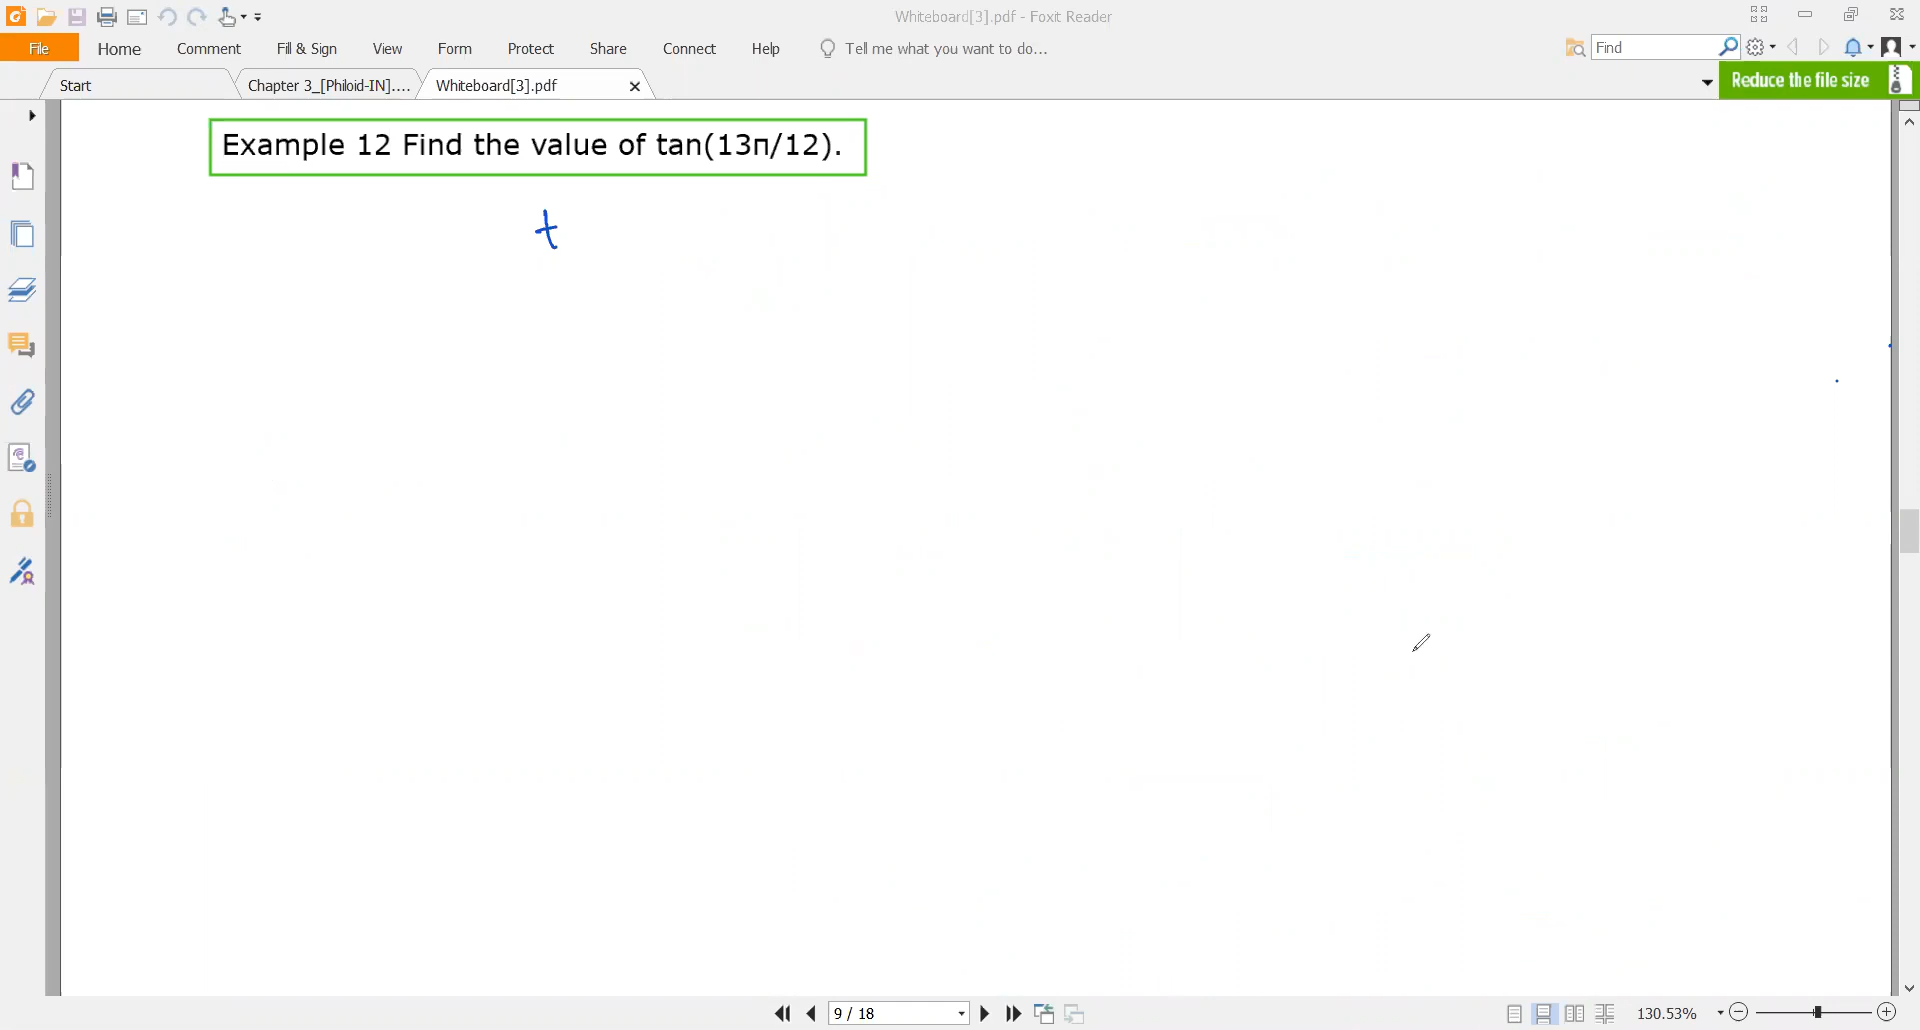 Whiteboard[3].pdf - Foxit Reader
File Home Comment Fill & Sign View Form Protect Share Connect Help Tell me what you want to do... Find
Start Chapter 3_[Philoid-IN].... Whiteboard[3].pdf Reduce the file size
Example 12 Find the value of tan(13π/12).
t
9 / 18 130.53%